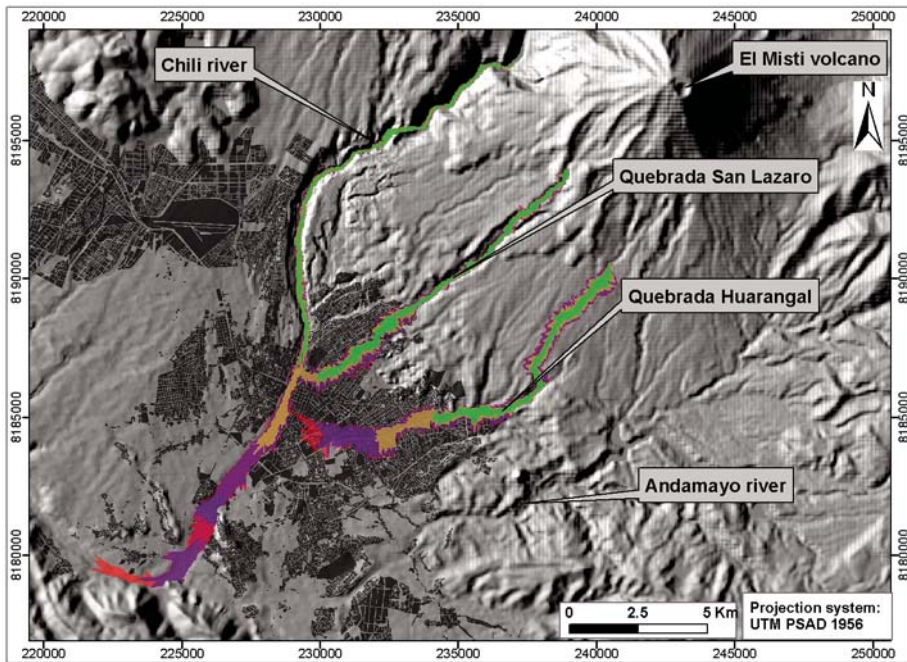 220000 225000 230000 235000 240000 245000 250000
Chili river
El Misti volcano
N
8195000
8195000
Quebrada San Lazaro
8190000
8190000
Quebrada Huarangal
8185000
8185000
Andamayo river
8180000
8180000
0 2.5 5 Km
Projection system:
UTM PSAD 1956
220000 225000 230000 235000 240000 245000 250000